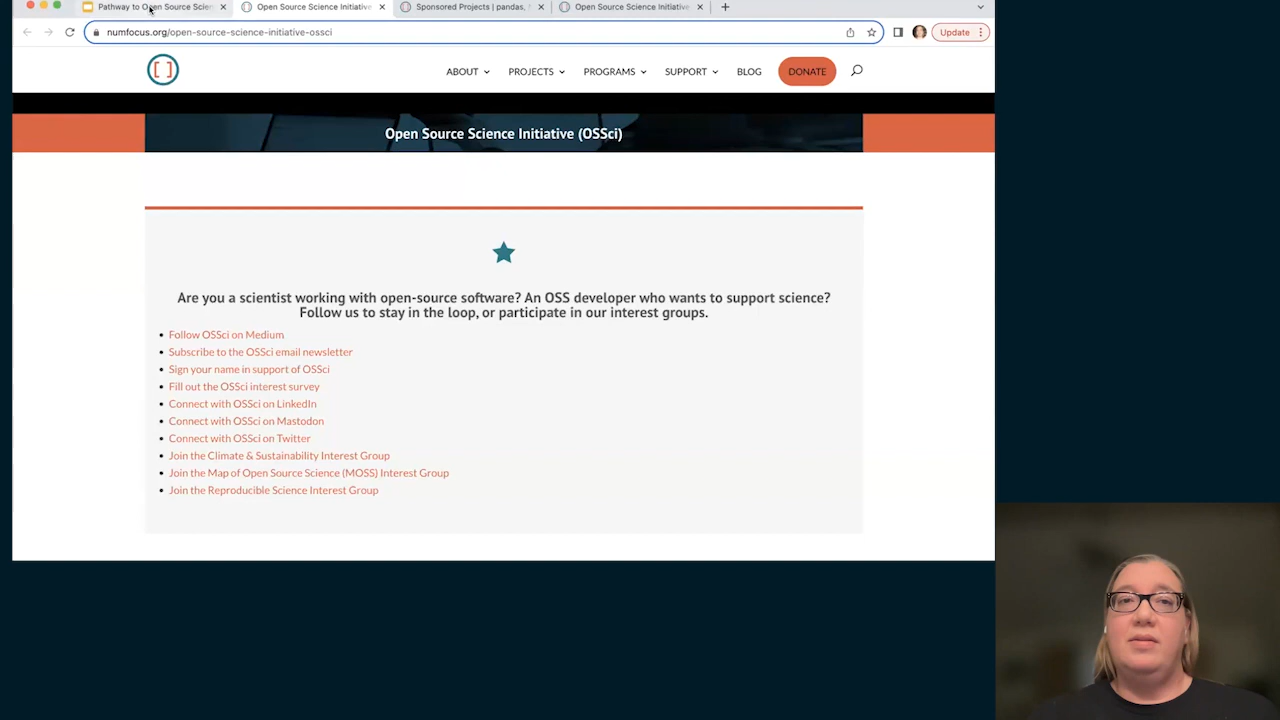 Pathway to Open Source Scien
Open Source Science Initiative
Sponsored Projects | pandas,
Open Source Science Initiative
numfocus.org/open-source-science-initiative-ossci
Update
ABOUT
PROJECTS
PROGRAMS
SUPPORT
BLOG
DONATE
Open Source Science Initiative (OSSci)
Are you a scientist working with open-source software? An OSS developer who wants to support science?
Follow us to stay in the loop, or participate in our interest groups.
Follow OSSci on Medium
Subscribe to the OSSci email newsletter
Sign your name in support of OSSci
Fill out the OSSci interest survey
Connect with OSSci on LinkedIn
Connect with OSSci on Mastodon
Connect with OSSci on Twitter
Join the Climate & Sustainability Interest Group
Join the Map of Open Source Science (MOSS) Interest Group
Join the Reproducible Science Interest Group